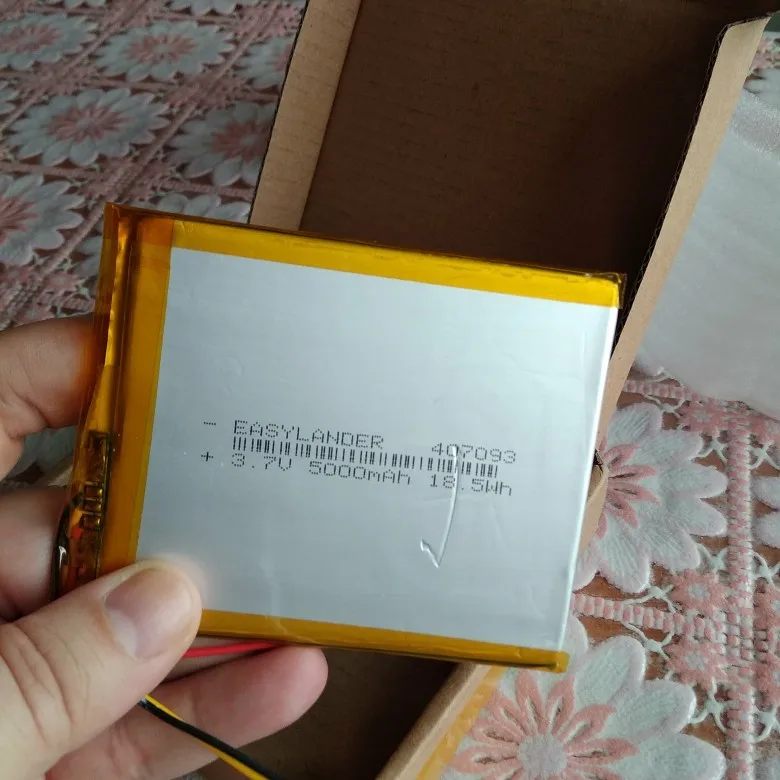 - EASYLANDER 407093
+ 3.7V 5000mAh 18.5Wh